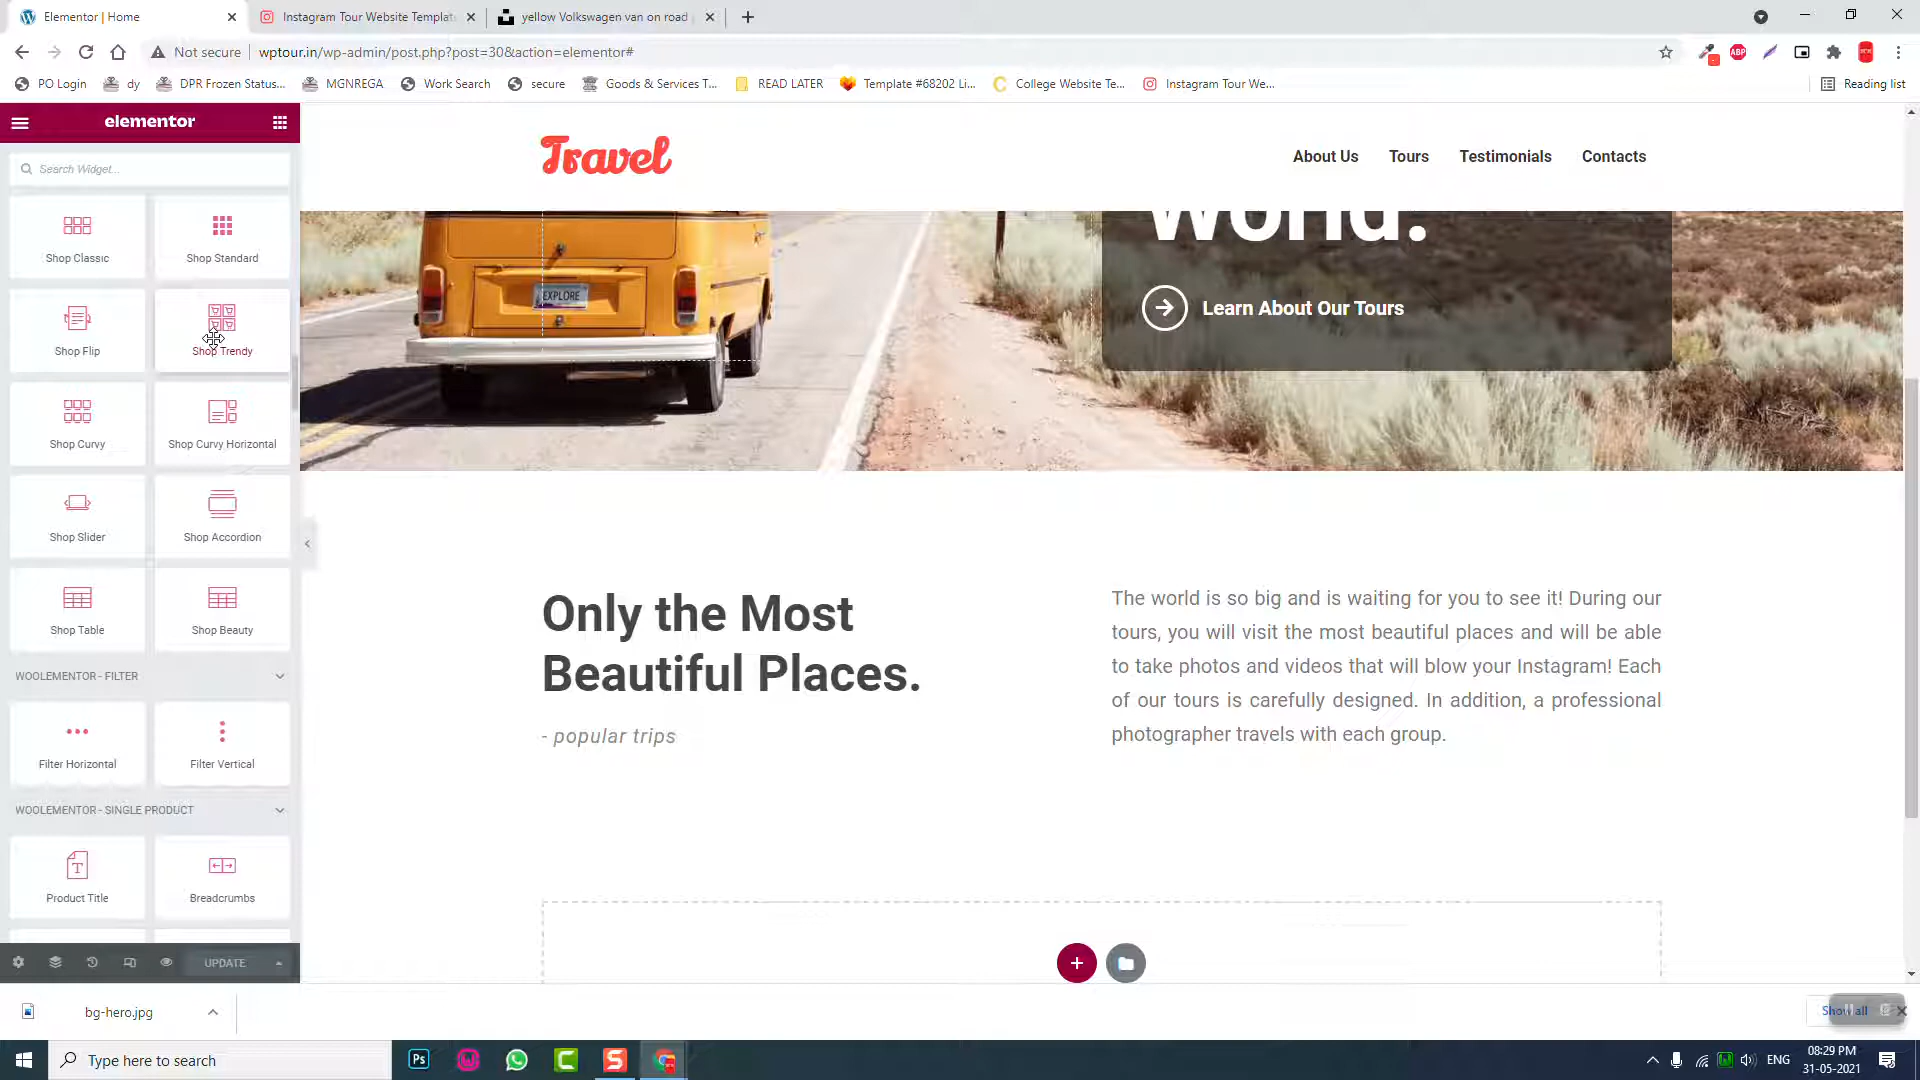 Elementor | Home
Instagram Tour Website Templat
yellow Volkswagen van on road
Not secure
wptour.in/wp-admin/post.php?post=30&action=elementor#
PO Login
dy
DPR Frozen Status...
MGNREGA
Work Search
secure
Goods & Services T...
READ LATER
Template #68202 Li...
College Website Te...
Instagram Tour We...
Reading list
ABP
elementor
Search Widget...
Shop Classic
Shop Standard
Shop Flip
Shop Trendy
Shop Curvy
Shop Curvy Horizontal
Shop Slider
Shop Accordion
Shop Table
Shop Beauty
WOOLEMENTOR - FILTER
Filter Horizontal
Filter Vertical
WOOLEMENTOR - SINGLE PRODUCT
Product Title
Breadcrumbs
UPDATE
Travel
About Us
Tours
Testimonials
Contacts
World.
EXPLORE
Learn About Our Tours
Only the Most
Beautiful Places.
- popular trips
The world is so big and is waiting for you to see it! During our
tours, you will visit the most beautiful places and will be able
to take photos and videos that will blow your Instagram! Each
of our tours is carefully designed. In addition, a professional
photographer travels with each group.
bg-hero.jpg
Show all
Type here to search
Ps
ENG
08:29 PM
31-05-2021